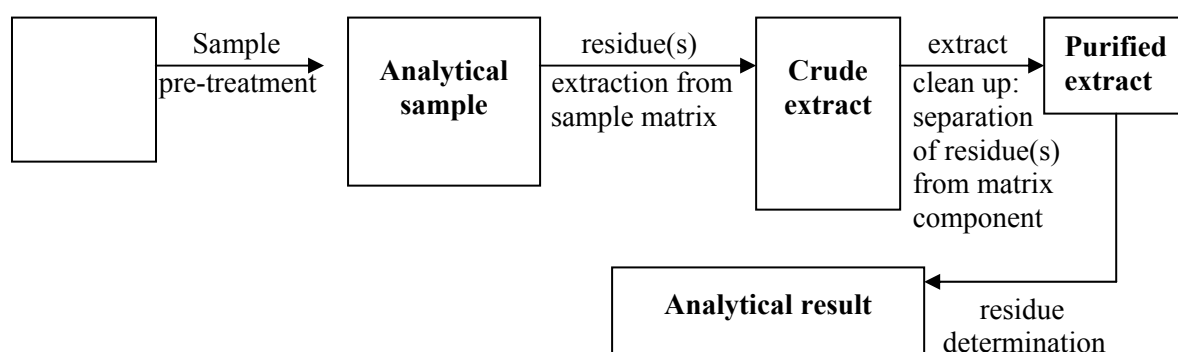 Sample
pre-treatment
Analytical
sample
residue(s)
extraction from
sample matrix
Crude
extract
extract
clean up:
separation
of residue(s)
from matrix
component
Purified
extract
Analytical result
residue
determination